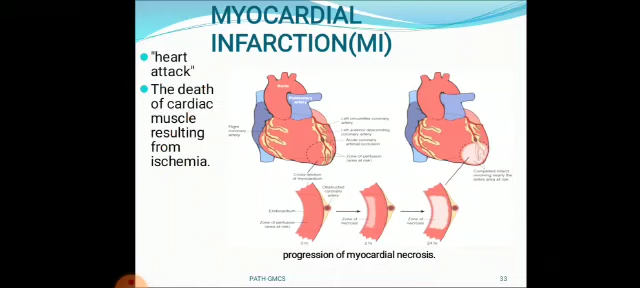 MYOCARDIAL
INFARCTION(MI)
"heart
attack"
The death
of cardiac
muscle
resulting
from
ischemia.
Aorta
Pulmonary
artery
Right
coronary
artery
Left circumflex coronary
artery
Left anterior descending
coronary artery
Acute coronary
arterial occlusion
Zone of perfusion
(area at risk)
Cross-section
of myocardium
Completed infarct
involving nearly the
entire area at risk
Obstructed
coronary
artery
Endocardium
Zone of perfusion
(area at risk)
Zone of
necrosis
Zone of
necrosis
0 hr
2 hr
24 hr
progression of myocardial necrosis.
PATH-GMCS
33